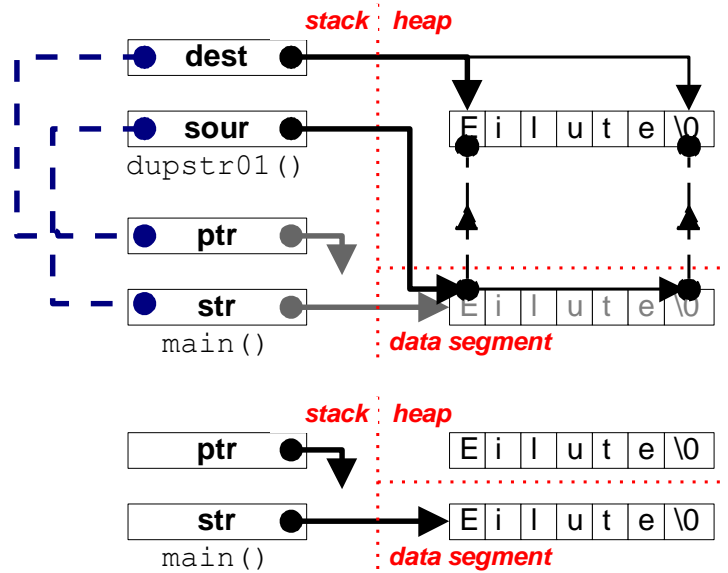 stack heap
dest
sour E i l u t e \0
dupstr01()
ptr
str E i l u t e \0
main() data segment
stack heap
ptr E i l u t e \0
str E i l u t e \0
main() data segment